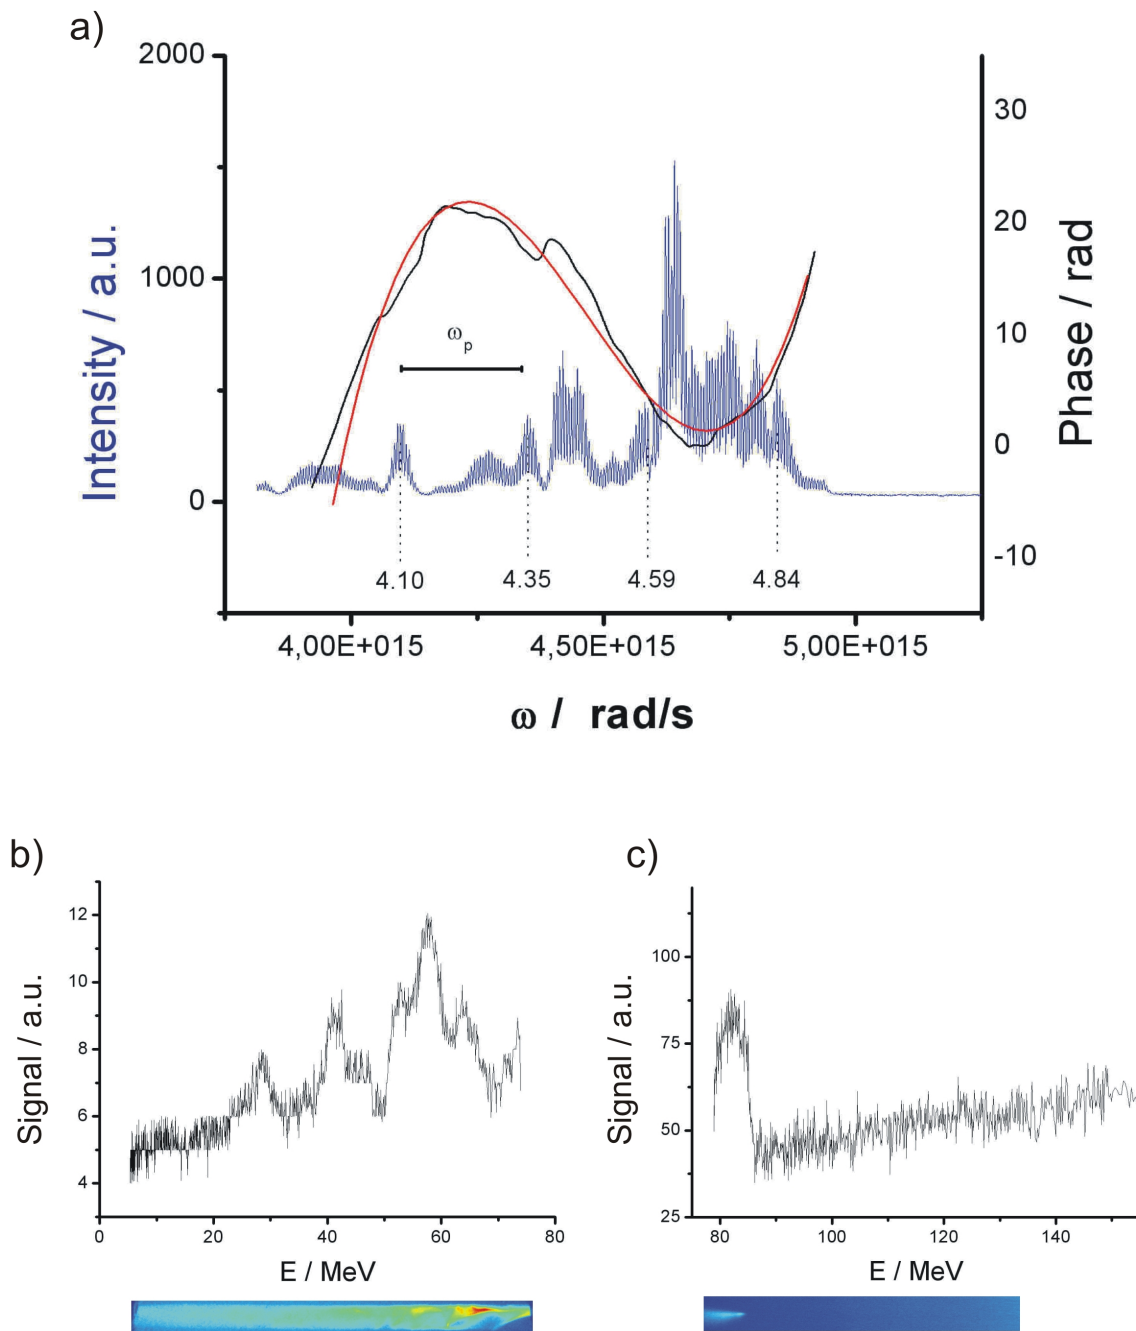 a)
2000
1000
0
Intensity / a.u.
30
20
10
0
-10
Phase / rad
ωp
4.10 4.35 4.59 4.84
4,00E+015 4,50E+015 5,00E+015
ω / rad/s
b)
12
10
8
6
4
Signal / a.u.
0 20 40 60 80
E / MeV
c)
100
75
50
25
Signal / a.u.
80 100 120 140
E / MeV